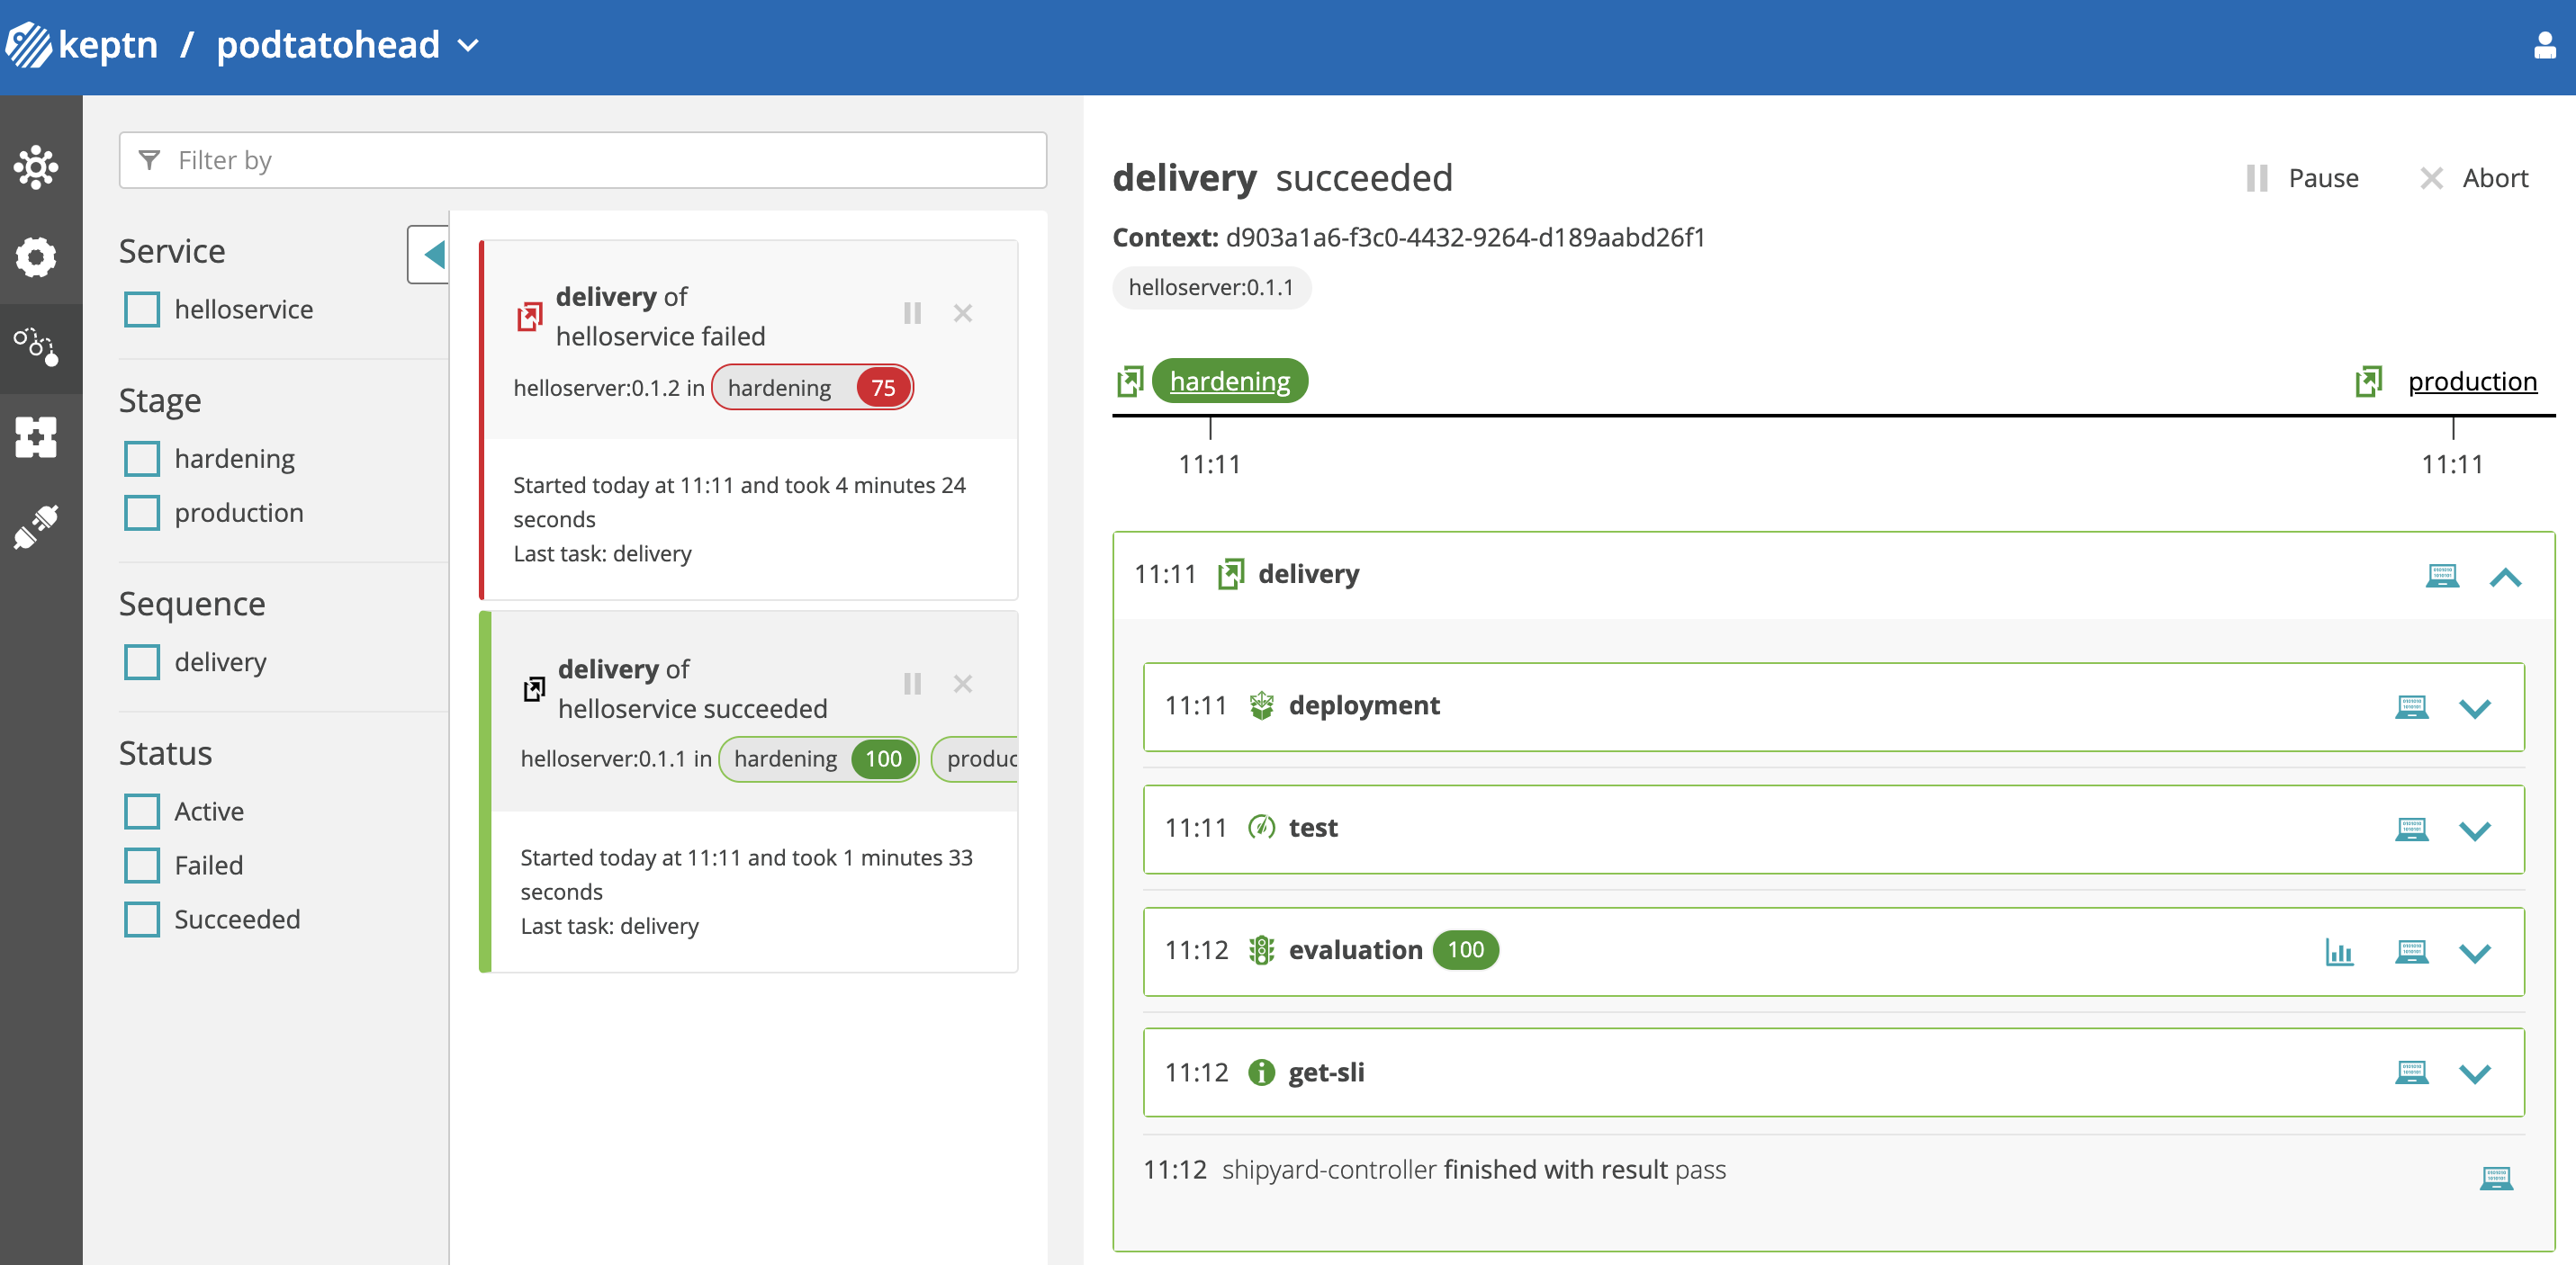 keptn / podtatohead
Filter by
Service
helloservice
Stage
hardening
production
Sequence
delivery
Status
Active
Failed
Succeeded
delivery of
helloservice failed
helloserver:0.1.2 in hardening 75
Started today at 11:11 and took 4 minutes 24
seconds
Last task: delivery
delivery of
helloservice succeeded
helloserver:0.1.1 in hardening 100 produc
Started today at 11:11 and took 1 minutes 33
seconds
Last task: delivery
delivery succeeded
Pause
Abort
Context: d903a1a6-f3c0-4432-9264-d189aabd26f1
helloserver:0.1.1
hardening
production
11:11
11:11
11:11 delivery
11:11 deployment
11:11 test
11:12 evaluation 100
11:12 get-sli
11:12 shipyard-controller finished with result pass